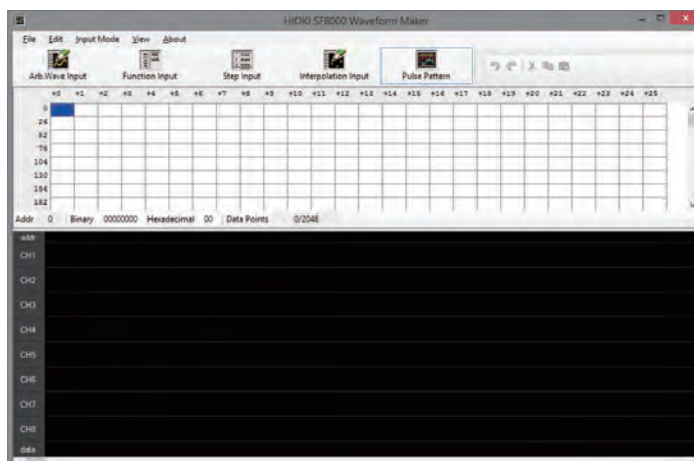 HIOKI SF8000 Waveform Maker
File Edit Input Mode View About
Arb.Wave Input Function Input Step Input Interpolation Input Pulse Pattern
+0 +1 +2 +3 +4 +5 +6 +7 +8 +9 +10 +11 +12 +13 +14 +15 +16 +17 +18 +19 +20 +21 +22 +23 +24 +25
0
26
52
78
104
130
156
182
Addr 0 Binary 00000000 Hexadecimal 00 Data Points 0/2048
addr
CH1
CH2
CH3
CH4
CH5
CH6
CH7
CH8
data